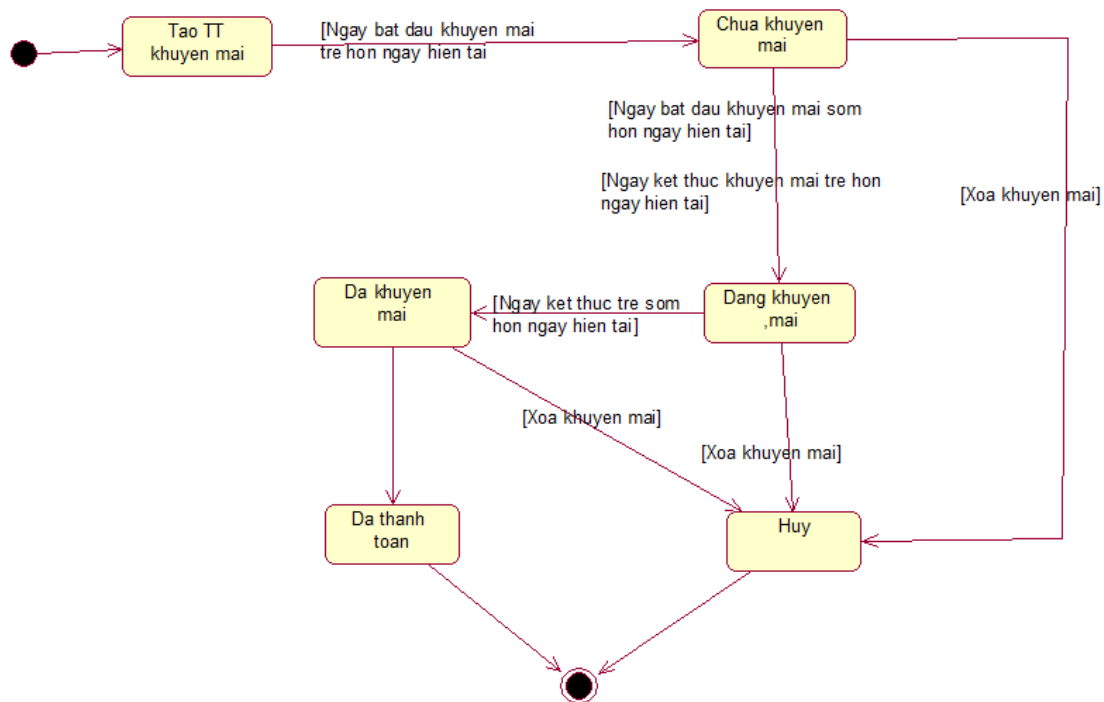 Tao TT
khuyen mai
[Ngay bat dau khuyen mai
tre hon ngay hien tai
Chua khuyen
mai
[Ngay bat dau khuyen mai som
hon ngay hien tai]
[Ngay ket thuc khuyen mai tre hon
ngay hien tai]
[Xoa khuyen mai]
Da khuyen
mai
[Ngay ket thuc tre som
hon ngay hien tai]
Dang khuyen
,mai
[Xoa khuyen mai]
[Xoa khuyen mai]
Da thanh
toan
Huy